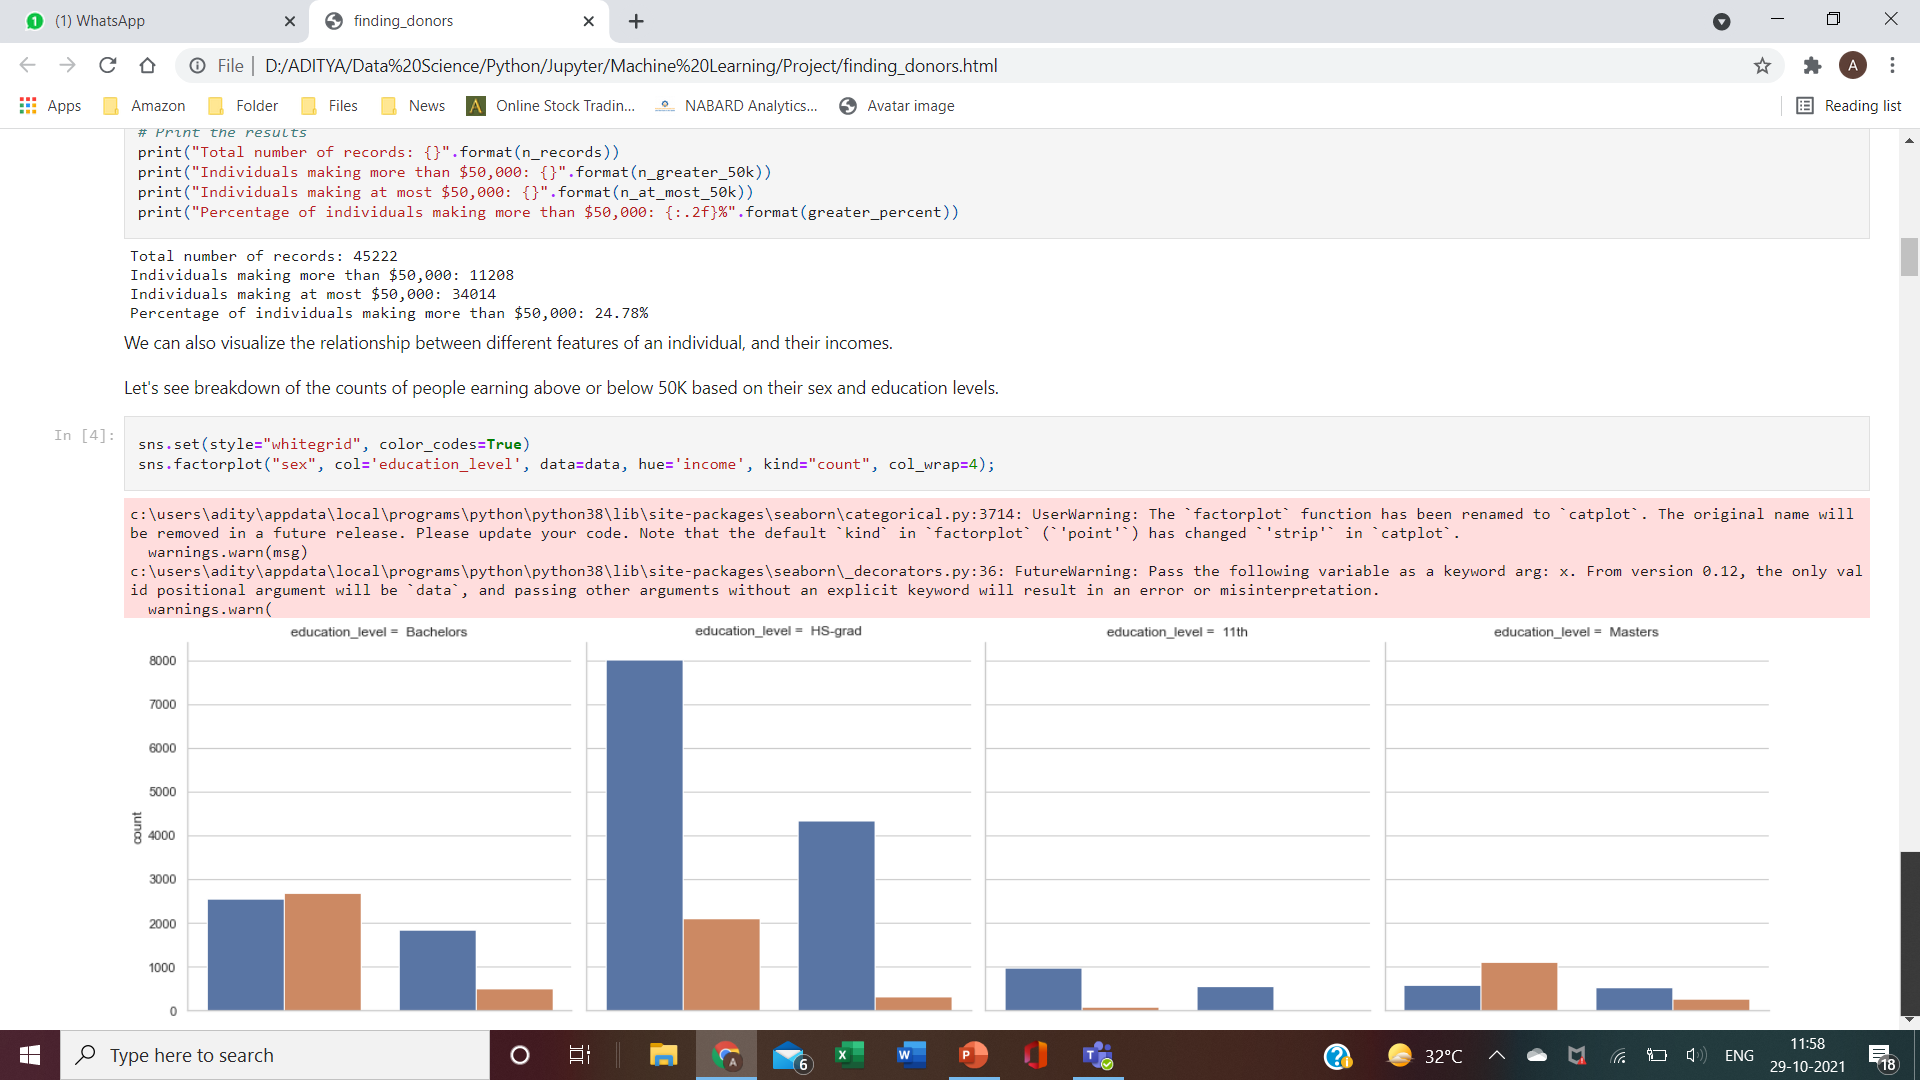 1 (1) WhatsApp
finding_donors
File D:/ADITYA/Data%20Science/Python/Jupyter/Machine%20Learning/Project/finding_donors.html
A
Apps Amazon Folder Files News A Online Stock Tradin... NABARD Analytics... Avatar image Reading list
# Print the results
print("Total number of records: {}".format(n_records))
print("Individuals making more than $50,000: {}".format(n_greater_50k))
print("Individuals making at most $50,000: {}".format(n_at_most_50k))
print("Percentage of individuals making more than $50,000: {:.2f}%".format(greater_percent))
Total number of records: 45222
Individuals making more than $50,000: 11208
Individuals making at most $50,000: 34014
Percentage of individuals making more than $50,000: 24.78%
We can also visualize the relationship between different features of an individual, and their incomes.
Let's see breakdown of the counts of people earning above or below 50K based on their sex and education levels.
In [4]:
sns.set(style="whitegrid", color_codes=True)
sns.factorplot("sex", col='education_level', data=data, hue='income', kind="count", col_wrap=4);
c:\users\adity\appdata\local\programs\python\python38\lib\site-packages\seaborn\categorical.py:3714: UserWarning: The `factorplot` function has been renamed to `catplot`. The original name will
be removed in a future release. Please update your code. Note that the default `kind` in `factorplot` (`'point'`) has changed `'strip'` in `catplot`.
warnings.warn(msg)
c:\users\adity\appdata\local\programs\python\python38\lib\site-packages\seaborn\_decorators.py:36: FutureWarning: Pass the following variable as a keyword arg: x. From version 0.12, the only val
id positional argument will be `data`, and passing other arguments without an explicit keyword will result in an error or misinterpretation.
warnings.warn(
education_level = Bachelors
education_level = HS-grad
education_level = 11th
education_level = Masters
8000
7000
6000
5000
4000
3000
2000
1000
0
count
Type here to search
A
6
32°C
ENG
11:58
29-10-2021
18